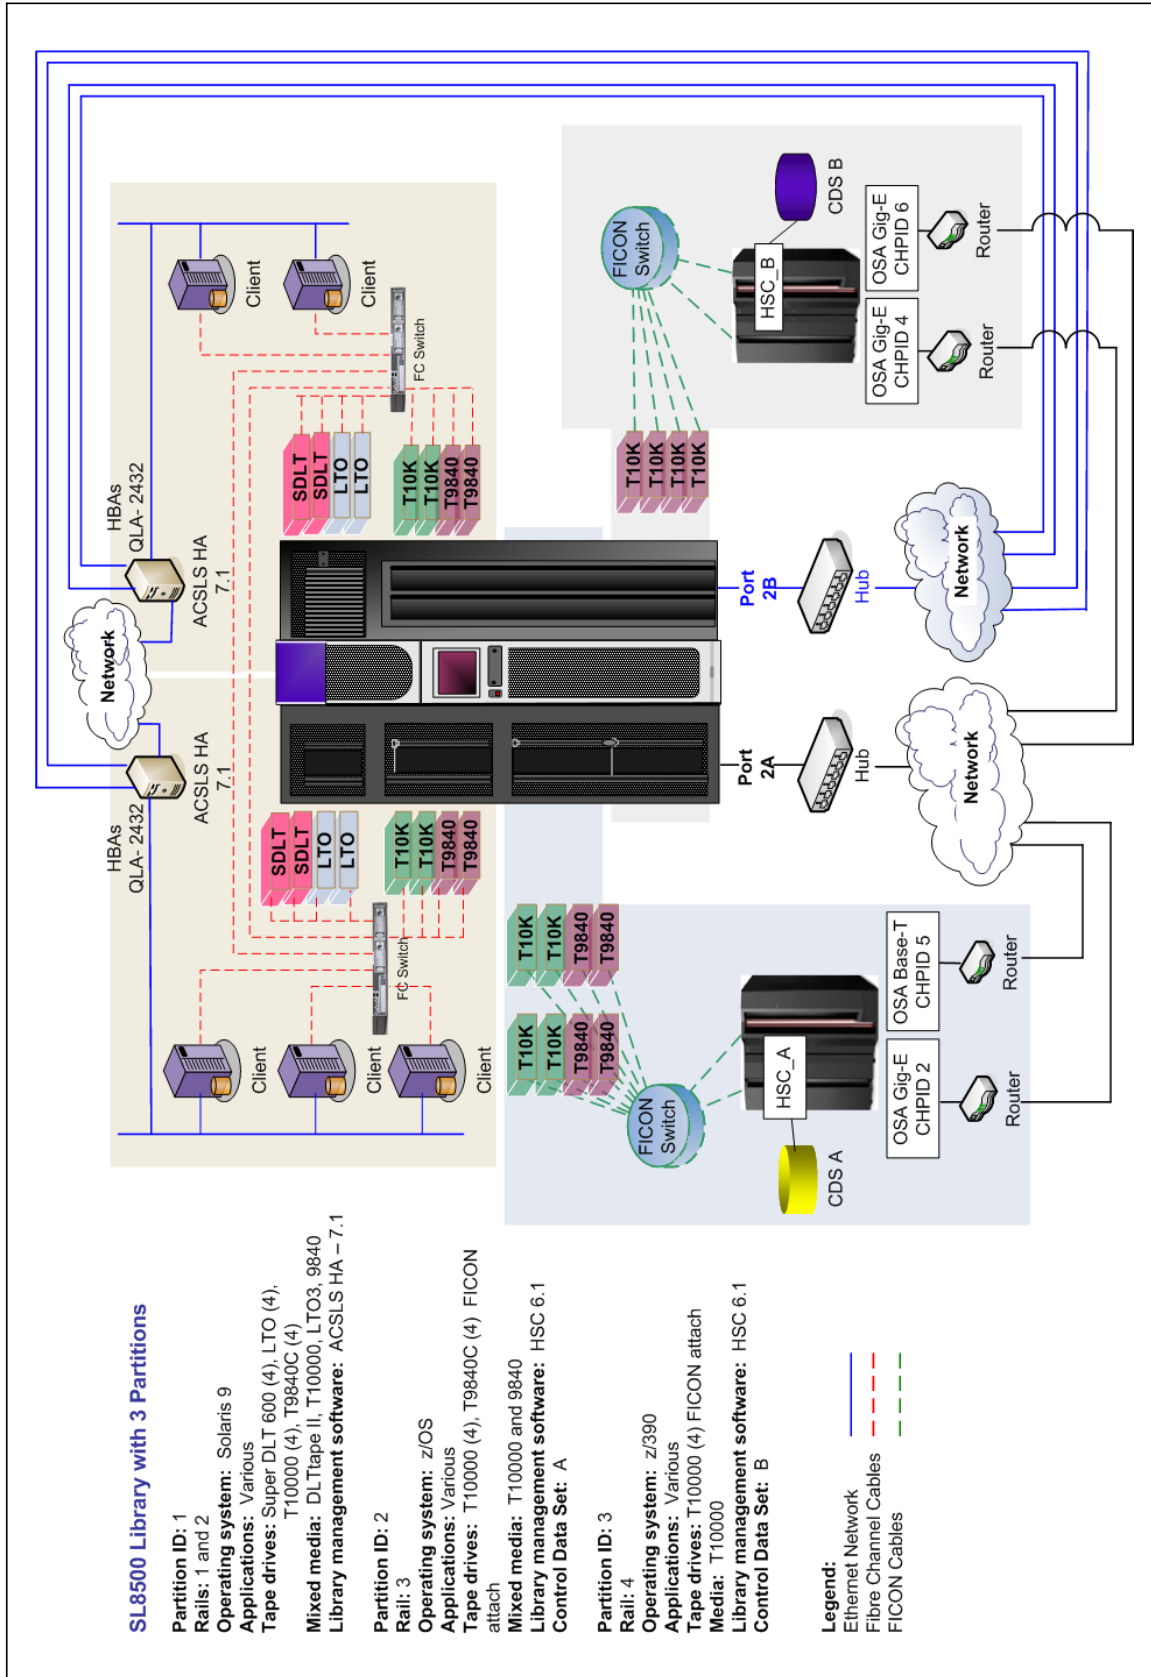 SL8500 Library with 3 Partitions
Partition ID: 1
Rails: 1 and 2
Operating system: Solaris 9
Applications: Various
Tape drives: Super DLT 600 (4), LTO (4),
T10000 (4), T9840C (4)
Mixed media: DLTtape II, T10000, LTO3, 9840
Library management software: ACSLS HA – 7.1
Partition ID: 2
Rail: 3
Operating system: z/OS
Applications: Various
Tape drives: T10000 (4), T9840C (4) FICON
attach
Mixed media: T10000 and 9840
Library management software: HSC 6.1
Control Data Set: A
Partition ID: 3
Rail: 4
Operating system: z/390
Applications: Various
Tape drives: T10000 (4) FICON attach
Media: T10000
Library management software: HSC 6.1
Control Data Set: B
Legend:
Ethernet Network
Fibre Channel Cables
FICON Cables
HBAs
QLA- 2432
ACSLS HA
7.1
Network
HBAs
QLA- 2432
ACSLS HA
7.1
Client
Client
Client
FC Switch
SDLT
SDLT
LTO
LTO
T10K
T10K
T9840
T9840
SDLT
SDLT
LTO
LTO
T10K
T10K
T9840
T9840
FC Switch
Client
Client
T10K
T10K
T9840
T9840
T10K
T10K
T9840
T9840
FICON
Switch
HSC_A
CDS A
OSA Gig-E
CHPID 2
OSA Base-T
CHPID 5
Router
Router
Port
2A
Hub
Network
Port
2B
Hub
Network
T10K
T10K
T10K
T10K
FICON
Switch
HSC_B
CDS B
OSA Gig-E
CHPID 4
OSA Gig-E
CHPID 6
Router
Router